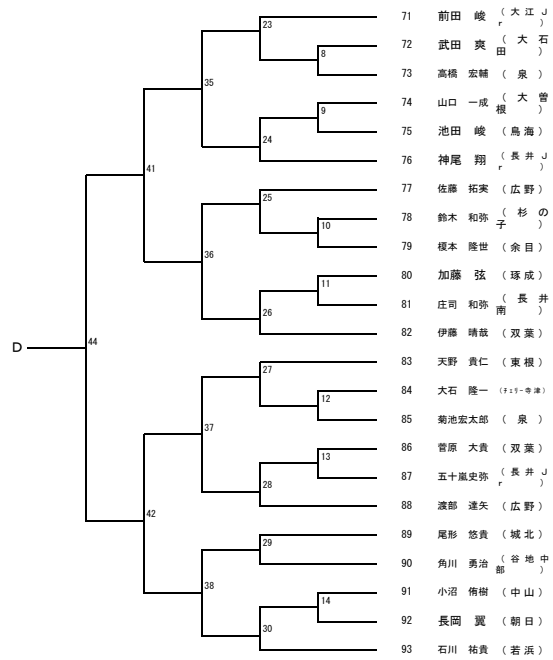 71 前田 峻 (大江Jr)
23
72 武田 爽 (大石田)
8
73 高橋 宏輔 (泉)
35
74 山口 一成 (大曽根)
9
75 池田 峻 (鳥海)
24
76 神尾 翔 (長井Jr)
41
77 佐藤 拓実 (広野)
25
78 鈴木 和弥 (杉の子)
10
79 榎本 隆世 (余目)
36
80 加藤 弦 (琢成)
11
81 庄司 和弥 (長井南)
26
82 伊藤 晴哉 (双葉)
D
44
83 天野 貴仁 (東根)
27
84 大石 隆一 (チェリー寺津)
12
85 菊池宏太郎 (泉)
37
86 菅原 大貴 (双葉)
13
87 五十嵐史弥 (長井Jr)
28
88 渡部 達矢 (広野)
42
89 尾形 悠貴 (城北)
29
90 角川 勇治 (谷地中部)
38
91 小沼 侑樹 (中山)
14
92 長岡 翼 (朝日)
30
93 石川 祐貴 (若浜)